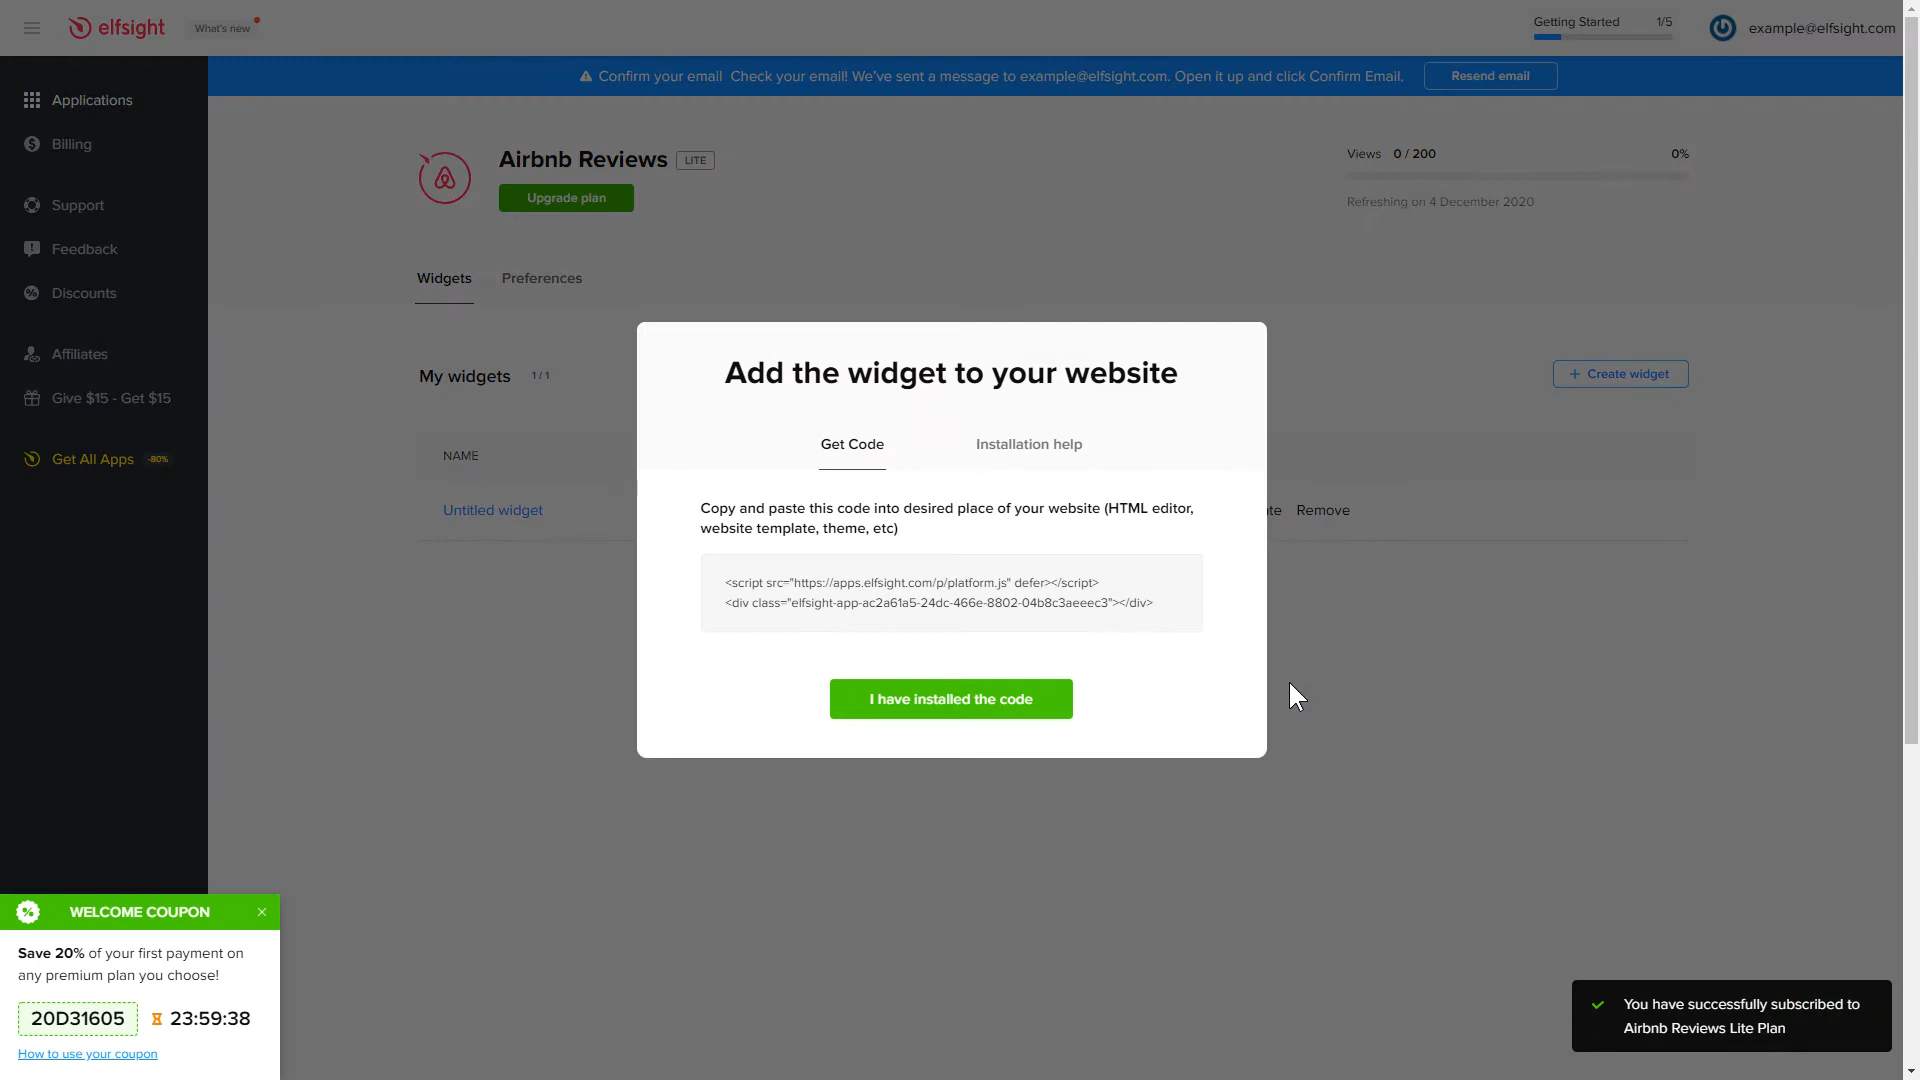 elfsight
What's new
Getting Started 1/5
example@elfsight.com
Confirm your email Check your email! We've sent a message to example@elfsight.com. Open it up and click Confirm Email.
Resend email
Applications
Billing
Support
Feedback
Discounts
Affiliates
Give $15 - Get $15
Get All Apps -80%
Airbnb Reviews LITE
Upgrade plan
Views 0 / 200 0%
Refreshing on 4 December 2020
Widgets Preferences
My widgets 1 / 1
+ Create widget
NAME
Untitled widget
Remove
Add the widget to your website
Get Code Installation help
Copy and paste this code into desired place of your website (HTML editor,
website template, theme, etc)
<script src="https://apps.elfsight.com/p/platform.js" defer></script>
<div class="elfsight-app-ac2a61a5-24dc-466e-8802-04b8c3aeeec3"></div>
I have installed the code
WELCOME COUPON
Save 20% of your first payment on
any premium plan you choose!
20D31605 23:59:38
How to use your coupon
You have successfully subscribed to
Airbnb Reviews Lite Plan